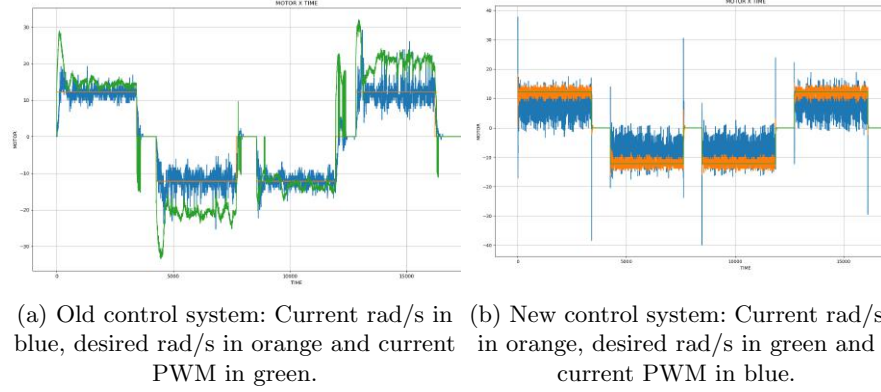 MOTOR X TIME
MOTOR X TIME
30
20
10
0
-10
-20
-30
MOTOR
0
5000
10000
15000
TIME
40
30
20
10
0
-10
-20
-30
-40
MOTOR
0
5000
10000
15000
TIME
(a) Old control system: Current rad/s in
blue, desired rad/s in orange and current
PWM in green.
(b) New control system: Current rad/s
in orange, desired rad/s in green and
current PWM in blue.